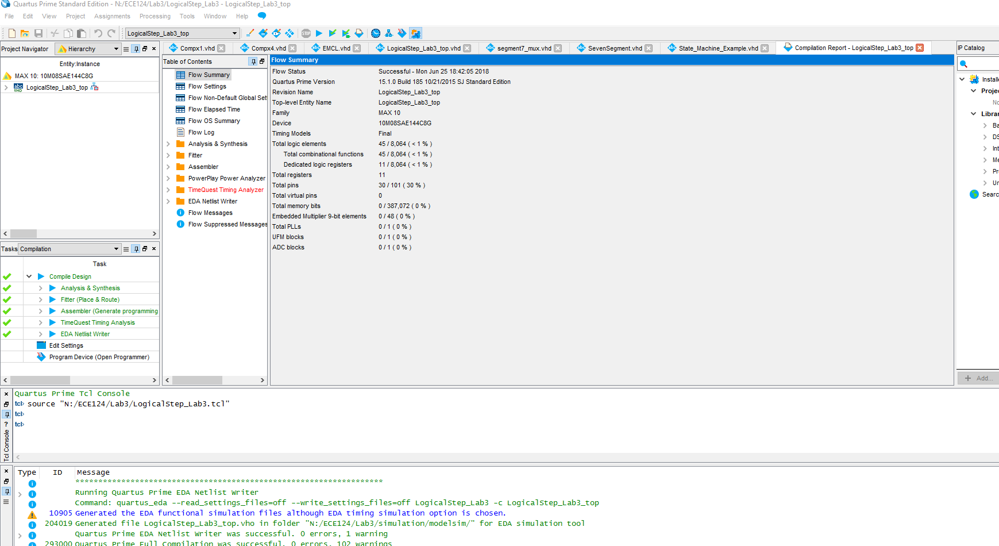 Quartus Prime Standard Edition - N:/ECE124/Lab3/LogicalStep_Lab3 - LogicalStep_Lab3_top
File Edit View Project Assignments Processing Tools Window Help
LogicalStep_Lab3_top
STOP
Project Navigator Hierarchy
Entity:Instance
MAX 10: 10M08SAE144C8G
abc VHD LogicalStep_Lab3_top
Tasks Compilation
Task
Compile Design
Analysis & Synthesis
Fitter (Place & Route)
Assembler (Generate programming
TimeQuest Timing Analysis
EDA Netlist Writer
Edit Settings
Program Device (Open Programmer)
Compx1.vhd Compx4.vhd EMCL.vhd LogicalStep_Lab3_top.vhd segment7_mux.vhd SevenSegment.vhd State_Machine_Example.vhd Compilation Report - LogicalStep_Lab3_top
Table of Contents
Flow Summary
Flow Settings
Flow Non-Default Global Set
Flow Elapsed Time
Flow OS Summary
Flow Log
Analysis & Synthesis
Fitter
Assembler
PowerPlay Power Analyzer
TimeQuest Timing Analyzer
EDA Netlist Writer
Flow Messages
Flow Suppressed Messages
Flow Summary
Flow Status Successful - Mon Jun 25 18:42:05 2018
Quartus Prime Version 15.1.0 Build 185 10/21/2015 SJ Standard Edition
Revision Name LogicalStep_Lab3_top
Top-level Entity Name LogicalStep_Lab3_top
Family MAX 10
Device 10M08SAE144C8G
Timing Models Final
Total logic elements 45 / 8,064 ( < 1 % )
Total combinational functions 45 / 8,064 ( < 1 % )
Dedicated logic registers 11 / 8,064 ( < 1 % )
Total registers 11
Total pins 30 / 101 ( 30 % )
Total virtual pins 0
Total memory bits 0 / 387,072 ( 0 % )
Embedded Multiplier 9-bit elements 0 / 48 ( 0 % )
Total PLLs 0 / 1 ( 0 % )
UFM blocks 0 / 1 ( 0 % )
ADC blocks 0 / 1 ( 0 % )
IP Catalog
Installe
Projec
No
Librar
Ba
DS
Int
Me
Pr
Un
Searc
+ Add...
Quartus Prime Tcl Console
tcl> source "N:/ECE124/Lab3/LogicalStep_Lab3.tcl"
tcl>
tcl>
Tcl Console
Type ID Message
*******************************************************************
Running Quartus Prime EDA Netlist Writer
Command: quartus_eda --read_settings_files=off --write_settings_files=off LogicalStep_Lab3 -c LogicalStep_Lab3_top
10905 Generated the EDA functional simulation files although EDA timing simulation option is chosen.
204019 Generated file LogicalStep_Lab3_top.vho in folder "N:/ECE124/Lab3/simulation/modelsim/" for EDA simulation tool
Quartus Prime EDA Netlist Writer was successful. 0 errors, 1 warning
293000 Quartus Prime Full Compilation was successful. 0 errors, 102 warnings